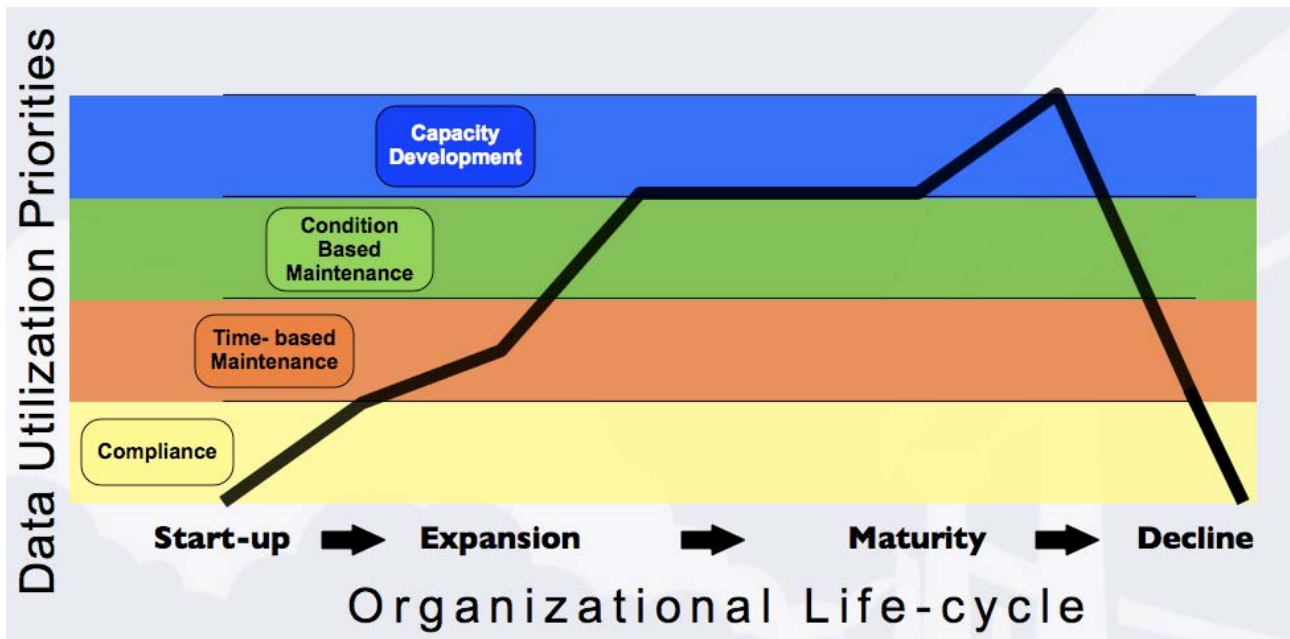 Data Utilization Priorities
Capacity
Development
Condition
Based
Maintenance
Time- based
Maintenance
Compliance
Start-up
Expansion
Maturity
Decline
Organizational Life-cycle